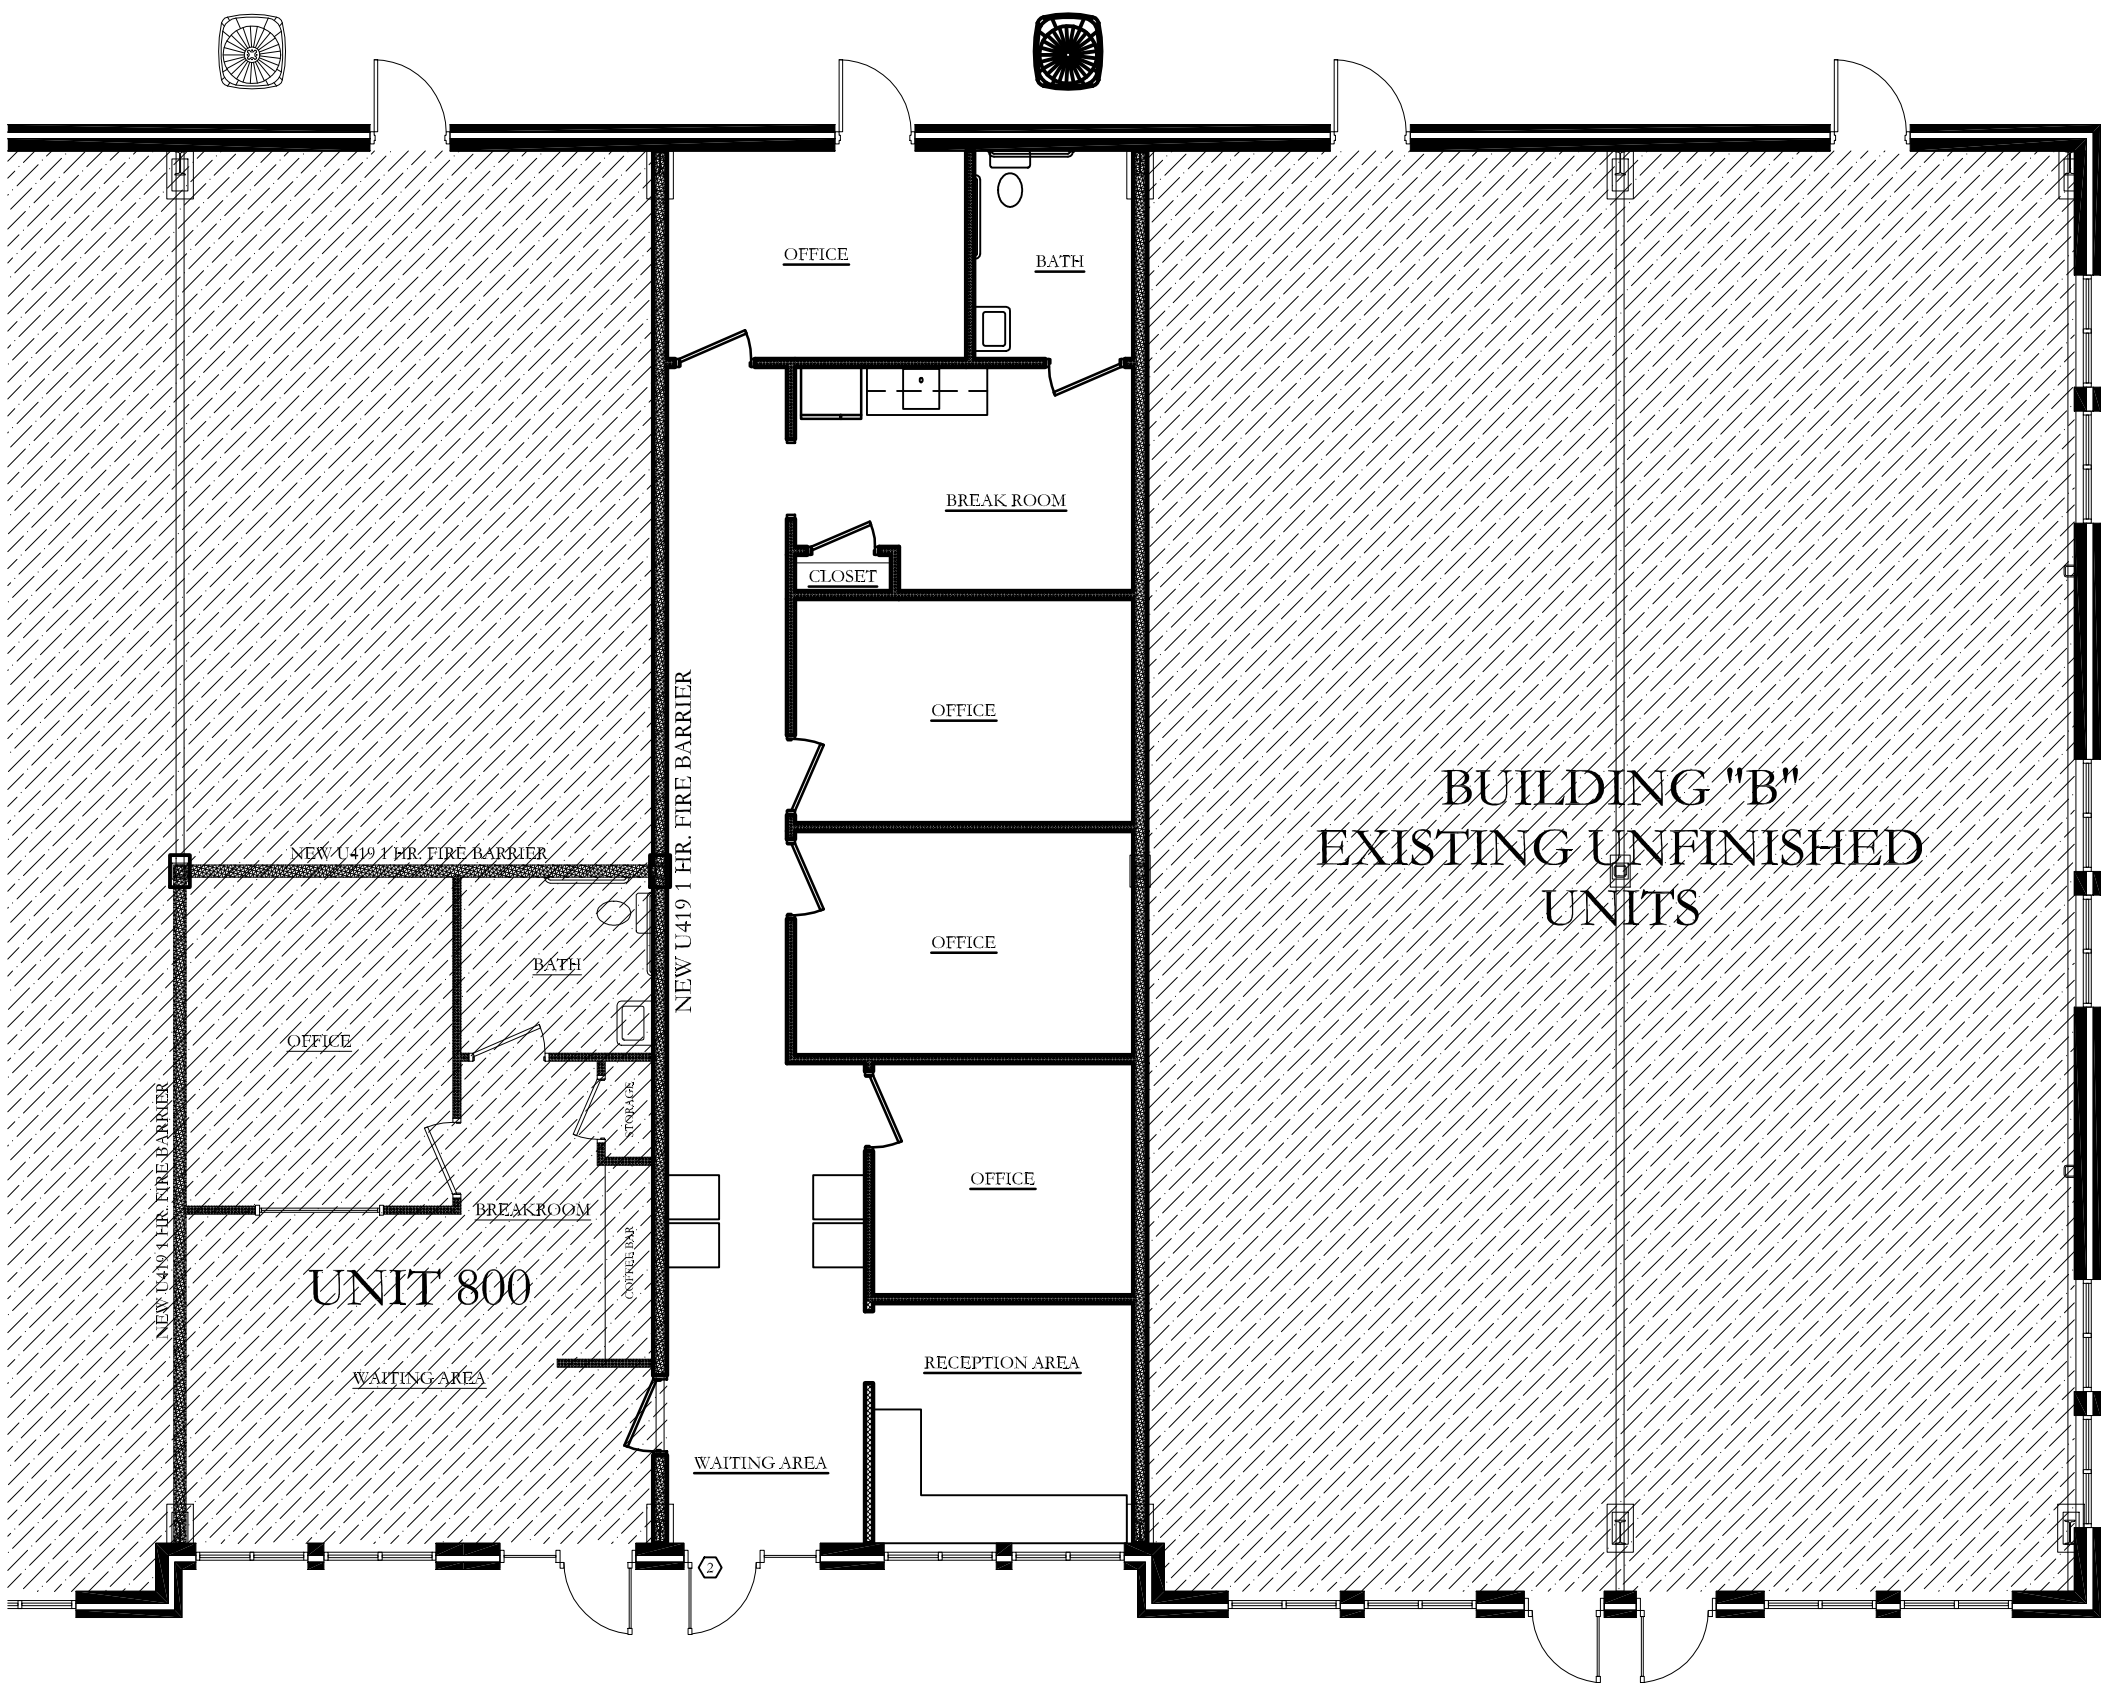 OFFICE
BATH
BREAK ROOM
CLOSET
OFFICE
NEW U419 1 HR. FIRE BARRIER
BUILDING "B"
EXISTING UNFINISHED
UNITS
NEW U419 1 HR. FIRE BARRIER
OFFICE
BATH
OFFICE
STORAGE
NEW U419 1 HR. FIRE BARRIER
OFFICE
BREAKROOM
COFFEE BAR
UNIT 800
RECEPTION AREA
WAITING AREA
WAITING AREA
2